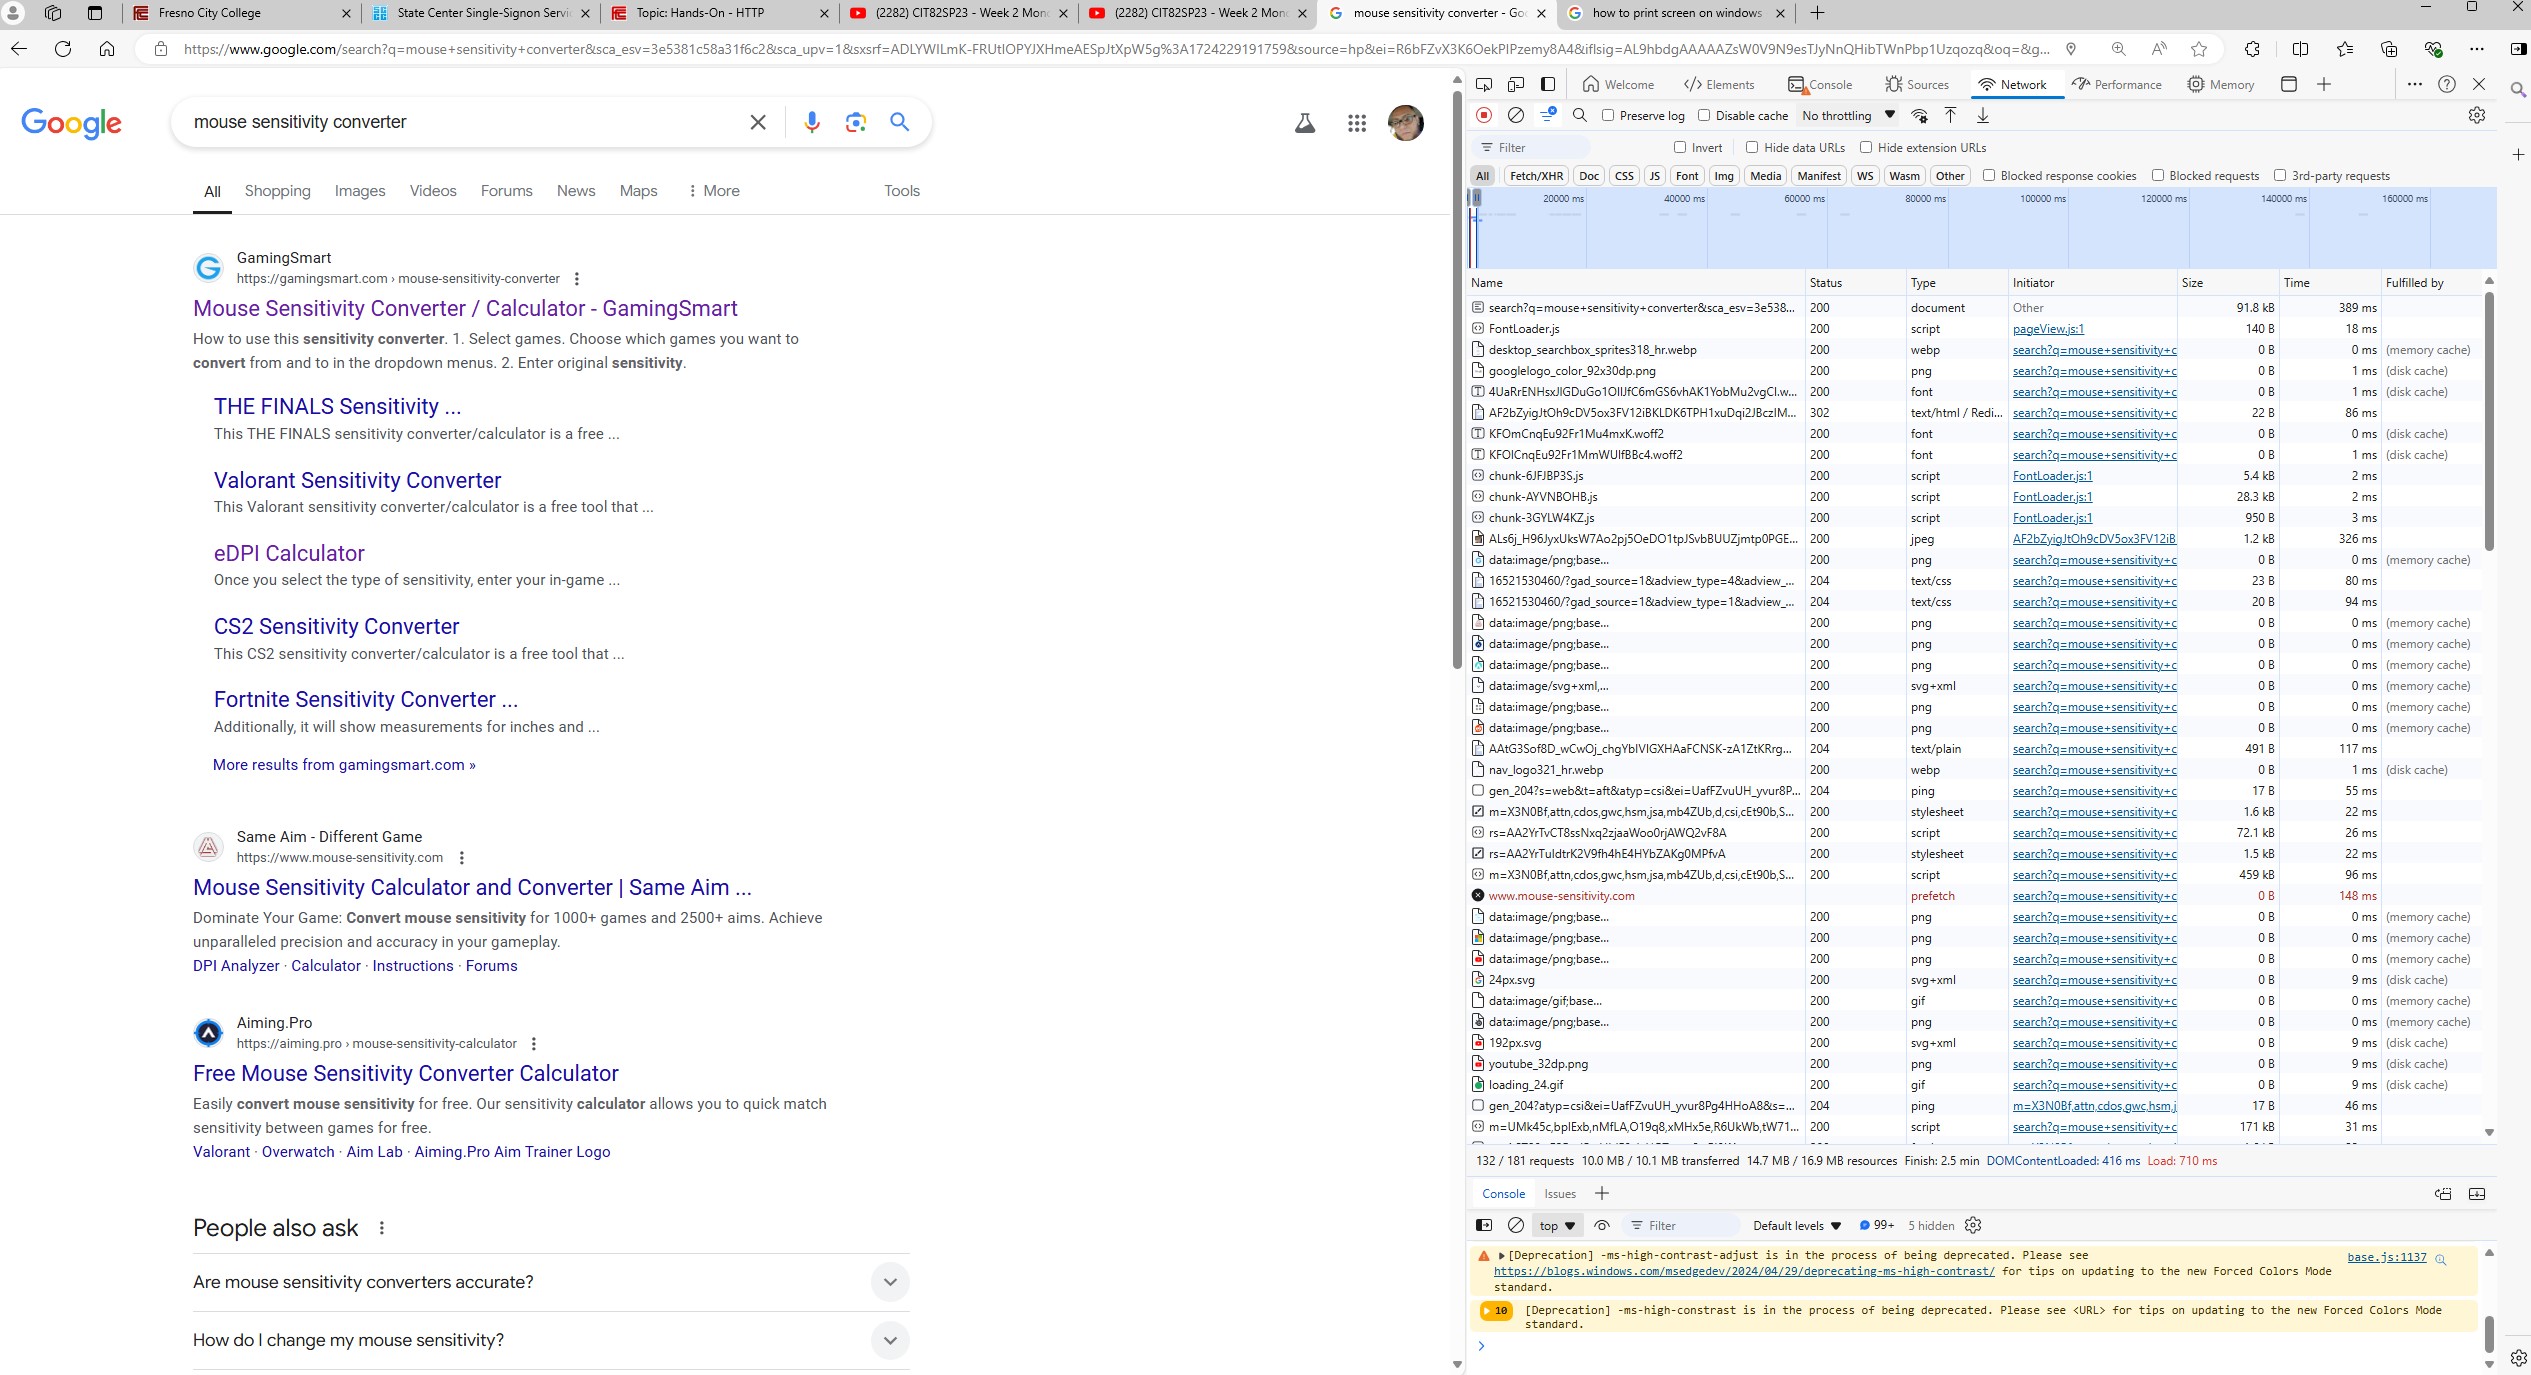 Fresno City College
State Center Single-Signon Servic
Topic: Hands-On - HTTP
(2282) CIT82SP23 - Week 2 Mon
(2282) CIT82SP23 - Week 2 Mon
mouse sensitivity converter - Goo
how to print screen on windows
Google
mouse sensitivity converter
All Shopping Images Videos Forums News Maps More Tools
GamingSmart
https://gamingsmart.com › mouse-sensitivity-converter
Mouse Sensitivity Converter / Calculator - GamingSmart
How to use this sensitivity converter. 1. Select games. Choose which games you want to
convert from and to in the dropdown menus. 2. Enter original sensitivity.
THE FINALS Sensitivity ...
This THE FINALS sensitivity converter/calculator is a free ...
Valorant Sensitivity Converter
This Valorant sensitivity converter/calculator is a free tool that ...
eDPI Calculator
Once you select the type of sensitivity, enter your in-game ...
CS2 Sensitivity Converter
This CS2 sensitivity converter/calculator is a free tool that ...
Fortnite Sensitivity Converter ...
Additionally, it will show measurements for inches and ...
More results from gamingsmart.com »
Same Aim - Different Game
https://www.mouse-sensitivity.com
Mouse Sensitivity Calculator and Converter | Same Aim ...
Dominate Your Game: Convert mouse sensitivity for 1000+ games and 2500+ aims. Achieve
unparalleled precision and accuracy in your gameplay.
DPI Analyzer · Calculator · Instructions · Forums
Aiming.Pro
https://aiming.pro › mouse-sensitivity-calculator
Free Mouse Sensitivity Converter Calculator
Easily convert mouse sensitivity for free. Our sensitivity calculator allows you to quick match
sensitivity between games for free.
Valorant · Overwatch · Aim Lab · Aiming.Pro Aim Trainer Logo
People also ask
Are mouse sensitivity converters accurate?
How do I change my mouse sensitivity?
Welcome Elements Console Sources Network Performance Memory
Preserve log Disable cache No throttling
Filter Invert Hide data URLs Hide extension URLs
All Fetch/XHR Doc CSS JS Font Img Media Manifest WS Wasm Other Blocked response cookies Blocked requests 3rd-party requests
20000 ms 40000 ms 60000 ms 80000 ms 100000 ms 120000 ms 140000 ms 160000 ms
Name Status Type Initiator Size Time Fulfilled by
search?q=mouse+sensitivity+converter&sca_esv=3e538... 200 document Other 91.8 kB 389 ms
FontLoader.js 200 script pageView.js:1 140 B 18 ms
desktop_searchbox_sprites318_hr.webp 200 webp search?q=mouse+sensitivity+c 0 B 0 ms (memory cache)
googlelogo_color_92x30dp.png 200 png search?q=mouse+sensitivity+c 0 B 1 ms (disk cache)
200 font search?q=mouse+sensitivity+c 0 B 1 ms (disk cache)
302 text/html / Redi... search?q=mouse+sensitivity+c 22 B 86 ms
KFOmCnqEu92Fr1Mu4mxK.woff2 200 font search?q=mouse+sensitivity+c 0 B 0 ms (disk cache)
KFOlCnqEu92Fr1MmWUlfBBc4.woff2 200 font search?q=mouse+sensitivity+c 0 B 1 ms (disk cache)
chunk-6JFJBP3S.js 200 script FontLoader.js:1 5.4 kB 2 ms
chunk-AYVNBOHB.js 200 script FontLoader.js:1 28.3 kB 2 ms
chunk-3GYLW4KZ.js 200 script FontLoader.js:1 950 B 3 ms
200 jpeg 1.2 kB 326 ms
data:image/png;base... 200 png search?q=mouse+sensitivity+c 0 B 0 ms (memory cache)
16521530460/?gad_source=1&adview_type=4&adview_... 204 text/css search?q=mouse+sensitivity+c 23 B 80 ms
16521530460/?gad_source=1&adview_type=1&adview_... 204 text/css search?q=mouse+sensitivity+c 20 B 94 ms
data:image/png;base... 200 png search?q=mouse+sensitivity+c 0 B 0 ms (memory cache)
data:image/png;base... 200 png search?q=mouse+sensitivity+c 0 B 0 ms (memory cache)
data:image/png;base... 200 png search?q=mouse+sensitivity+c 0 B 0 ms (memory cache)
data:image/svg+xml,... 200 svg+xml search?q=mouse+sensitivity+c 0 B 0 ms (memory cache)
data:image/png;base... 200 png search?q=mouse+sensitivity+c 0 B 0 ms (memory cache)
data:image/png;base... 200 png search?q=mouse+sensitivity+c 0 B 0 ms (memory cache)
204 text/plain search?q=mouse+sensitivity+c 491 B 117 ms
nav_logo321_hr.webp 200 webp search?q=mouse+sensitivity+c 0 B 1 ms (disk cache)
gen_204?s=web&t=aft&atyp=csi&ei=UafFZvuUH_yvur8P... 204 ping search?q=mouse+sensitivity+c 17 B 55 ms
m=X3N0Bf,attn,cdos,gwc,hsm,jsa,mb4ZUb,d,csi,cEt90b,S... 200 stylesheet search?q=mouse+sensitivity+c 1.6 kB 22 ms
rs=AA2YrTvCT8ssNxq2zjaaWoo0rjAWQ2vF8A 200 script search?q=mouse+sensitivity+c 72.1 kB 26 ms
rs=AA2YrTuldtrK2V9fh4hE4HYbZAKg0MPfvA 200 stylesheet search?q=mouse+sensitivity+c 1.5 kB 22 ms
m=X3N0Bf,attn,cdos,gwc,hsm,jsa,mb4ZUb,d,csi,cEt90b,S... 200 script search?q=mouse+sensitivity+c 459 kB 96 ms
www.mouse-sensitivity.com prefetch search?q=mouse+sensitivity+c 0 B 148 ms
data:image/png;base... 200 png search?q=mouse+sensitivity+c 0 B 0 ms (memory cache)
data:image/png;base... 200 png search?q=mouse+sensitivity+c 0 B 0 ms (memory cache)
data:image/png;base... 200 png search?q=mouse+sensitivity+c 0 B 0 ms (memory cache)
24px.svg 200 svg+xml search?q=mouse+sensitivity+c 0 B 9 ms (disk cache)
data:image/gif;base... 200 gif search?q=mouse+sensitivity+c 0 B 0 ms (memory cache)
data:image/png;base... 200 png search?q=mouse+sensitivity+c 0 B 0 ms (memory cache)
192px.svg 200 svg+xml search?q=mouse+sensitivity+c 0 B 9 ms (disk cache)
youtube_32dp.png 200 png search?q=mouse+sensitivity+c 0 B 9 ms (disk cache)
loading_24.gif 200 gif search?q=mouse+sensitivity+c 0 B 9 ms (disk cache)
gen_204?atyp=csi&ei=UafFZvuUH_yvur8Pg4HHoA8&s=... 204 ping m=X3N0Bf,attn,cdos,gwc,hsm,j 17 B 46 ms
m=UMk45c,bplExb,nMfLA,O19q8,xMHx5e,R6UkWb,tW71... 200 script search?q=mouse+sensitivity+c 171 kB 31 ms
132 / 181 requests 10.0 MB / 10.1 MB transferred 14.7 MB / 16.9 MB resources Finish: 2.5 min DOMContentLoaded: 416 ms Load: 710 ms
Console Issues
top Filter Default levels 99+ 5 hidden
[Deprecation] -ms-high-contrast-adjust is in the process of being deprecated. Please see base.js:1137
https://blogs.windows.com/msedgedev/2024/04/29/deprecating-ms-high-contrast/ for tips on updating to the new Forced Colors Mode
standard.
10 [Deprecation] -ms-high-constrast is in the process of being deprecated. Please see <URL> for tips on updating to the new Forced Colors Mode
standard.